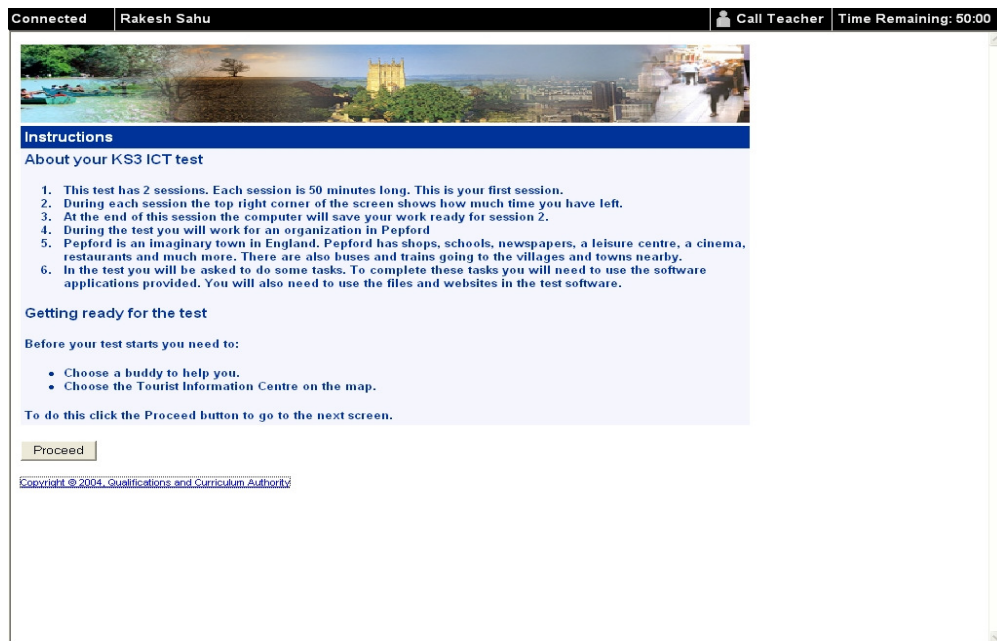 Connected Rakesh Sahu Call Teacher Time Remaining: 50:00
Instructions
About your KS3 ICT test
1. This test has 2 sessions. Each session is 50 minutes long. This is your first session.
2. During each session the top right corner of the screen shows how much time you have left.
3. At the end of this session the computer will save your work ready for session 2.
4. During the test you will work for an organization in Pepford
5. Pepford is an imaginary town in England. Pepford has shops, schools, newspapers, a leisure centre, a cinema,
restaurants and much more. There are also buses and trains going to the villages and towns nearby.
6. In the test you will be asked to do some tasks. To complete these tasks you will need to use the software
applications provided. You will also need to use the files and websites in the test software.
Getting ready for the test
Before your test starts you need to:
• Choose a buddy to help you.
• Choose the Tourist Information Centre on the map.
To do this click the Proceed button to go to the next screen.
Proceed
Copyright © 2004, Qualifications and Curriculum Authority